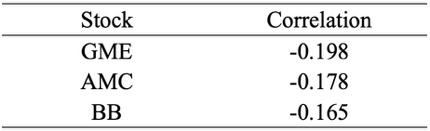 Stock Correlation
GME -0.198
AMC -0.178
BB -0.165